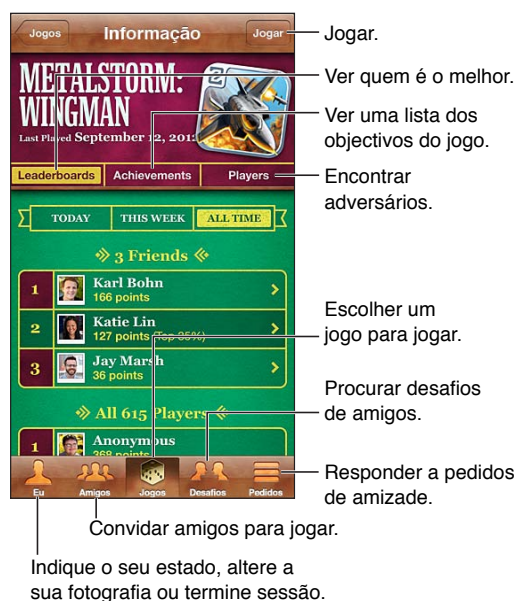 Jogos
Informação
Jogar
Jogar.
METALSTORM:
WINGMAN
Last Played September 12, 2012
Ver quem é o melhor.
Ver uma lista dos
objectivos do jogo.
Leaderboards
Achievements
Players
Encontrar
adversários.
TODAY
THIS WEEK
ALL TIME
3 Friends
1
Karl Bohn
166 points
2
Katie Lin
127 points (Top 35%)
3
Jay Marsh
36 points
Escolher um
jogo para jogar.
All 615 Players
1
Anonymous
368 points
Procurar desafios
de amigos.
Eu
Amigos
Jogos
Desafios
Pedidos
Responder a pedidos
de amizade.
Convidar amigos para jogar.
Indique o seu estado, altere a
sua fotografia ou termine sessão.